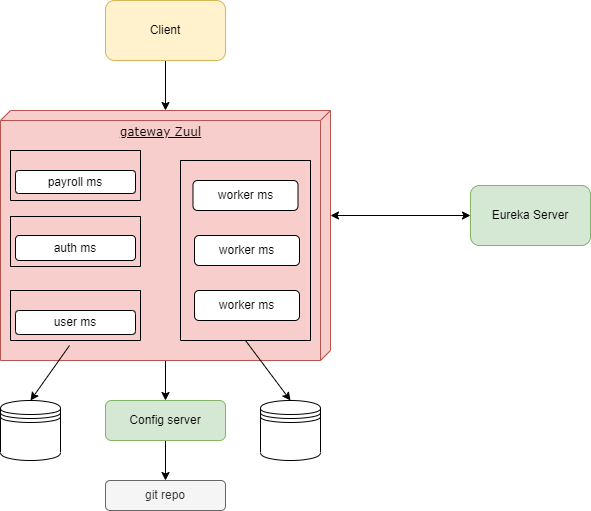 Client
gateway Zuul
payroll ms
auth ms
user ms
worker ms
worker ms
worker ms
Eureka Server
Config server
git repo